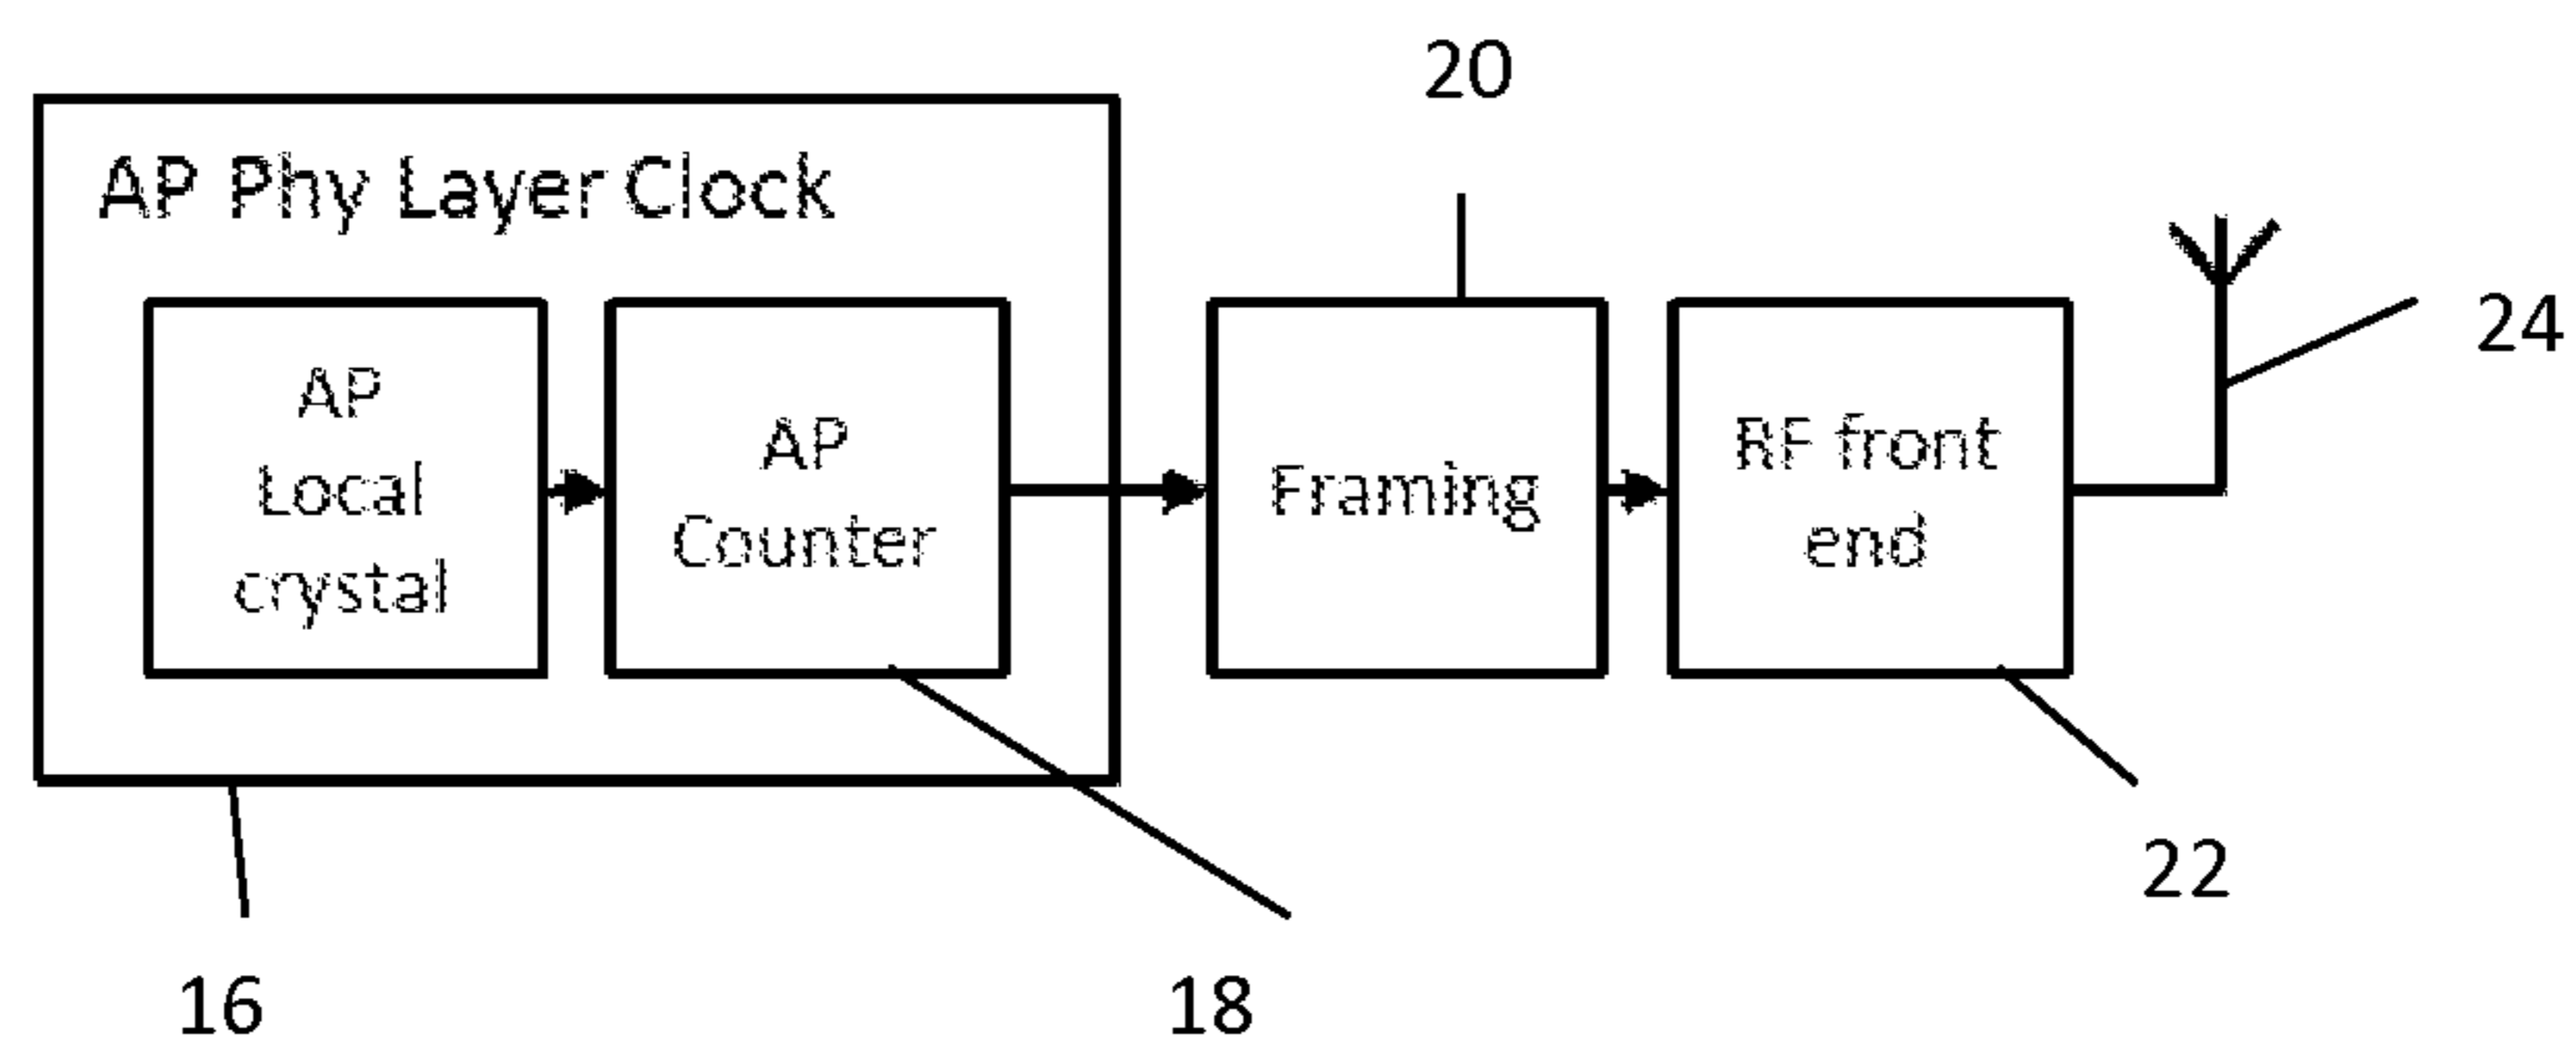 20
AP Phy Layer Clock
24
AP
Local
crystal
AP
Counter
Framing
RF front
end
22
16
18